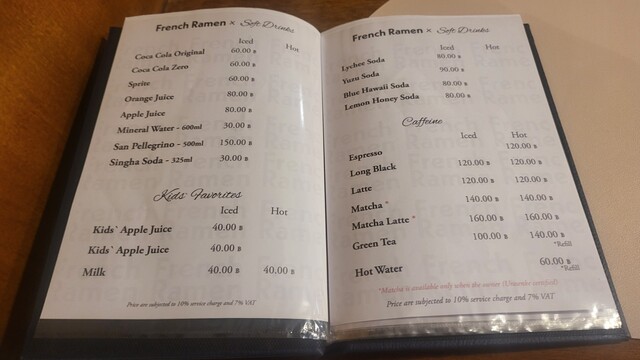 French Ramen × Soft Drinks
Iced Hot
Coca Cola Original 60.00 B
Coca Cola Zero 60.00 B
Sprite 60.00 B
Orange Juice 80.00 B
Apple Juice 80.00 B
Mineral Water - 600ml 30.00 B
San Pellegrino - 500ml 150.00 B
Singha Soda - 325ml 30.00 B
Kids` Favorites
Iced Hot
Kids` Apple Juice 40.00 B
Kids` Apple Juice 40.00 B
Milk 40.00 B 40.00 B
Price are subjected to 10% service charge and 7% VAT
French Ramen × Soft Drinks
Iced Hot
Lychee Soda 80.00 B
Yuzu Soda 90.00 B
Blue Hawaii Soda 80.00 B
Lemon Honey Soda 80.00 B
Caffeine
Iced Hot
Espresso 120.00 B
Long Black 120.00 B 120.00 B
Latte 120.00 B 120.00 B
Matcha * 140.00 B 140.00 B
Matcha Latte * 160.00 B 160.00 B
Green Tea 100.00 B 140.00 B
*Refill
Hot Water 60.00 B
*Refill
*Matcha is available only when the owner
Price are subjected to 10% service charge and 7% VAT